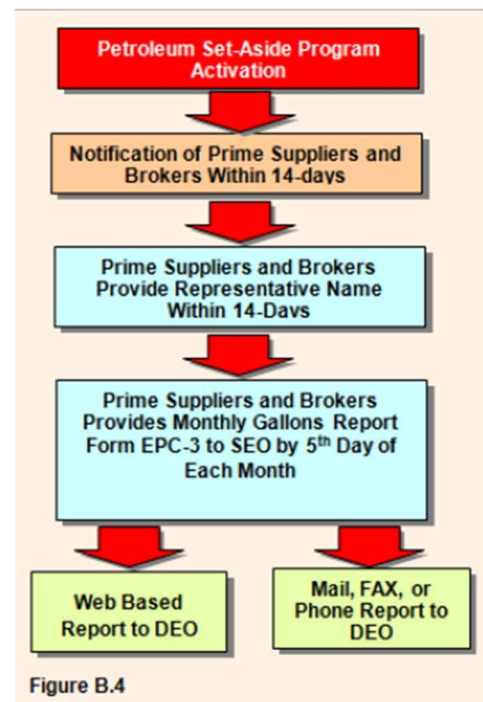 Petroleum Set-Aside Program
Activation
Notification of Prime Suppliers and
Brokers Within 14-days
Prime Suppliers and Brokers
Provide Representative Name
Within 14-Days
Prime Suppliers and Brokers
Provides Monthly Gallons Report
Form EPC-3 to SEO by 5th Day of
Each Month
Web Based
Report to DEO
Mail, FAX, or
Phone Report to
DEO
Figure B.4